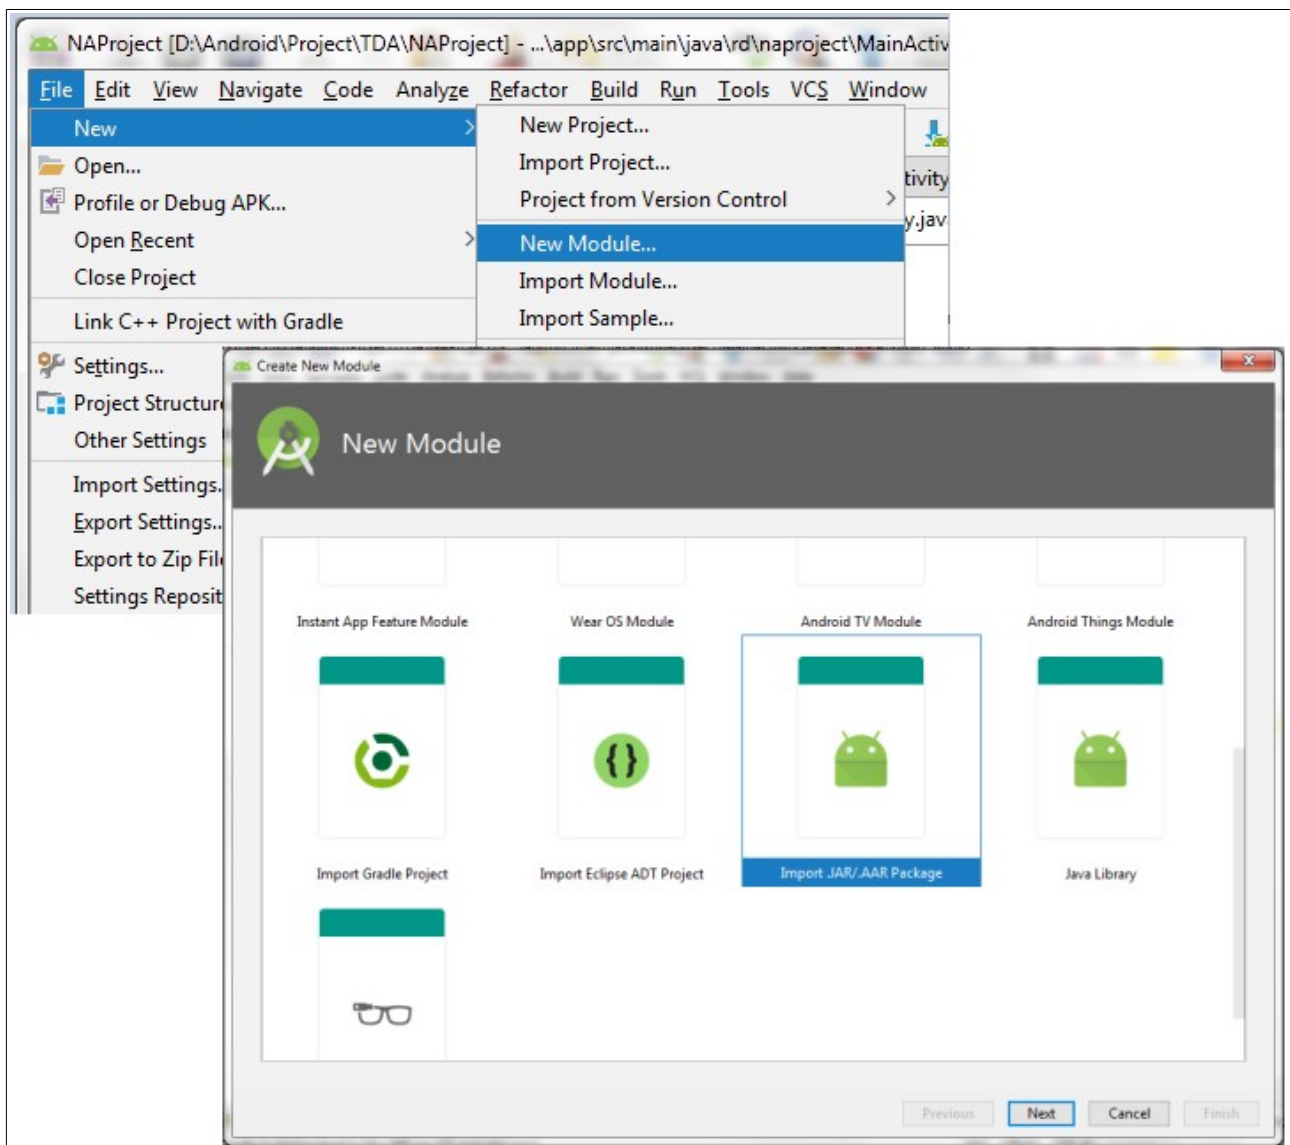 NAProject [D:\Android\Project\TDA\NAProject] - ...\app\src\main\java\rd\naproject\MainActiv
File Edit View Navigate Code Analyze Refactor Build Run Tools VCS Window
New
Open...
Profile or Debug APK...
Open Recent
Close Project
Link C++ Project with Gradle
Settings...
Project Structur
Other Settings
Import Settings.
Export Settings..
Export to Zip Fil
Settings Reposit
New Project...
Import Project...
Project from Version Control
New Module...
Import Module...
Import Sample...
tivity
y.jav
Create New Module
New Module
Instant App Feature Module Wear OS Module Android TV Module Android Things Module
Import Gradle Project Import Eclipse ADT Project Import .JAR/.AAR Package Java Library
Previous Next Cancel Finish